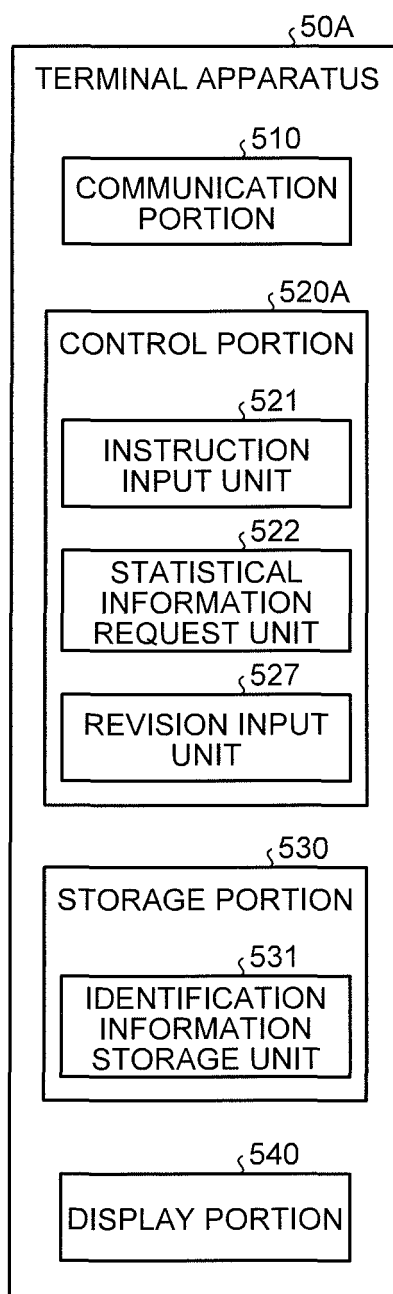 50A
TERMINAL APPARATUS
510
COMMUNICATION
PORTION
520A
CONTROL PORTION
521
INSTRUCTION
INPUT UNIT
522
STATISTICAL
INFORMATION
REQUEST UNIT
527
REVISION INPUT
UNIT
530
STORAGE PORTION
531
IDENTIFICATION
INFORMATION
STORAGE UNIT
540
DISPLAY PORTION